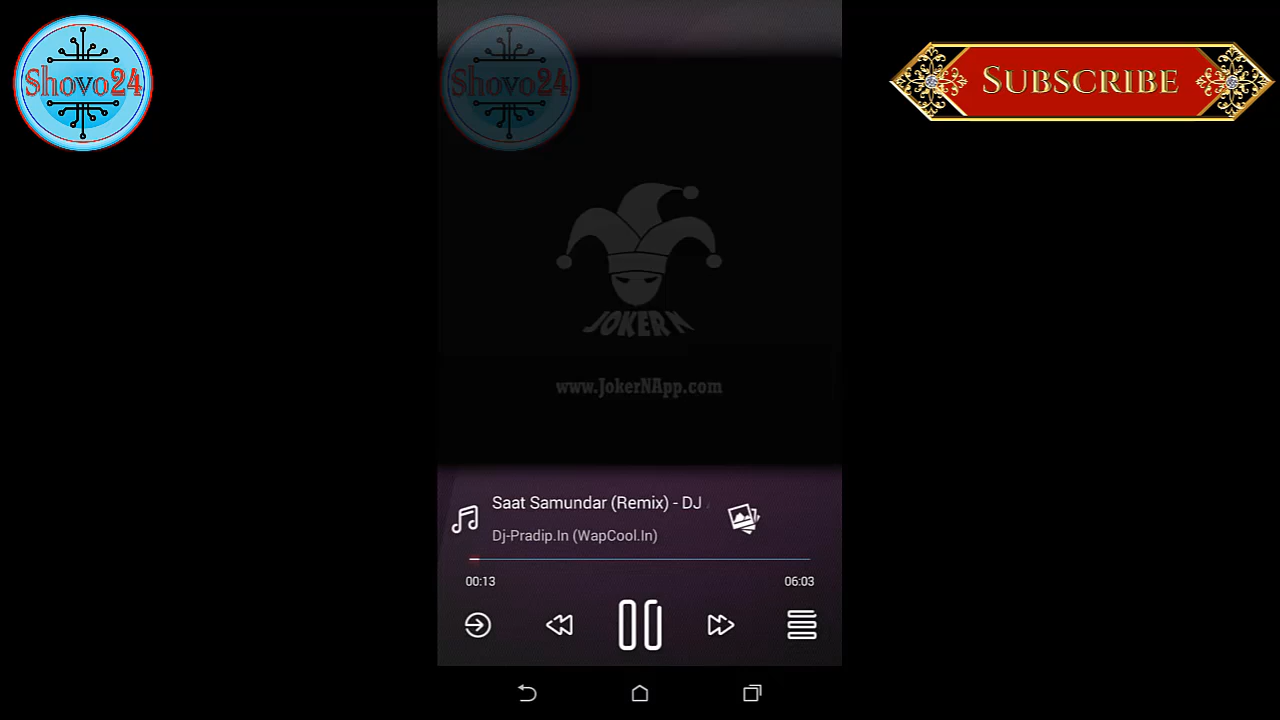 Shovo24
Shovo24
SUBSCRIBE
JOKER N
www.JokerNApp.com
Saat Samundar (Remix) - DJ
Dj-Pradip.In (WapCool.In)
00:13
06:03